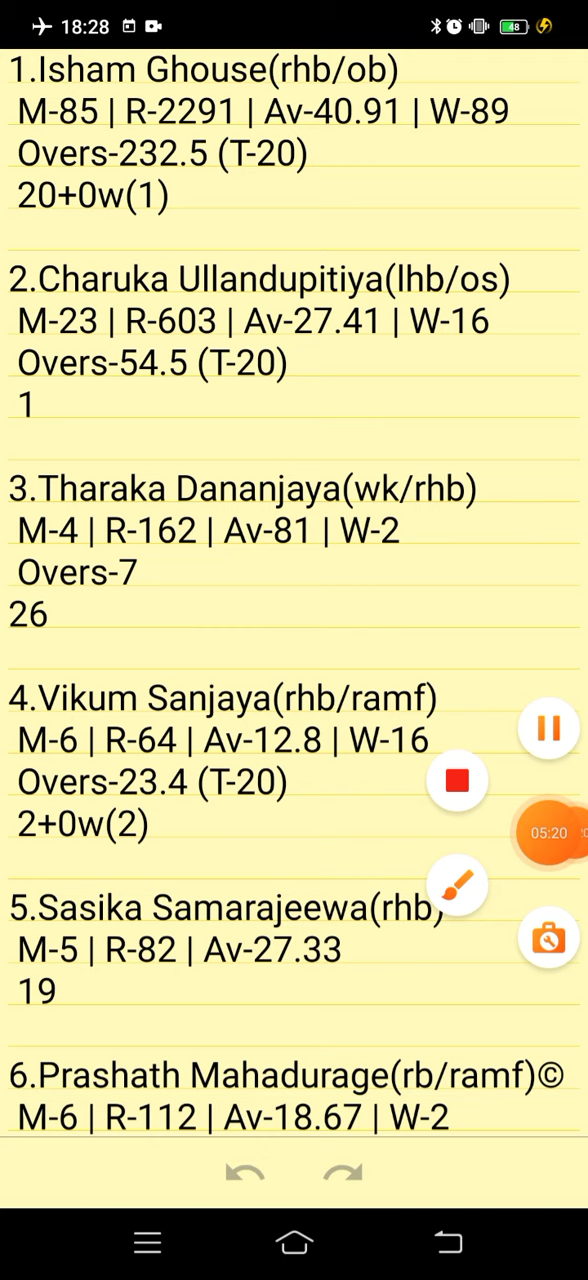 18:28
48
1.Isham Ghouse(rhb/ob)
M-85 | R-2291 | Av-40.91 | W-89
Overs-232.5 (T-20)
20+0w(1)
2.Charuka Ullandupitiya(lhb/os)
M-23 | R-603 | Av-27.41 | W-16
Overs-54.5 (T-20)
1
3.Tharaka Dananjaya(wk/rhb)
M-4 | R-162 | Av-81 | W-2
Overs-7
26
4.Vikum Sanjaya(rhb/ramf)
M-6 | R-64 | Av-12.8 | W-16
Overs-23.4 (T-20)
2+0w(2)
05:20
5.Sasika Samarajeewa(rhb)
M-5 | R-82 | Av-27.33
19
6.Prashath Mahadurage(rb/ramf)©
M-6 | R-112 | Av-18.67 | W-2